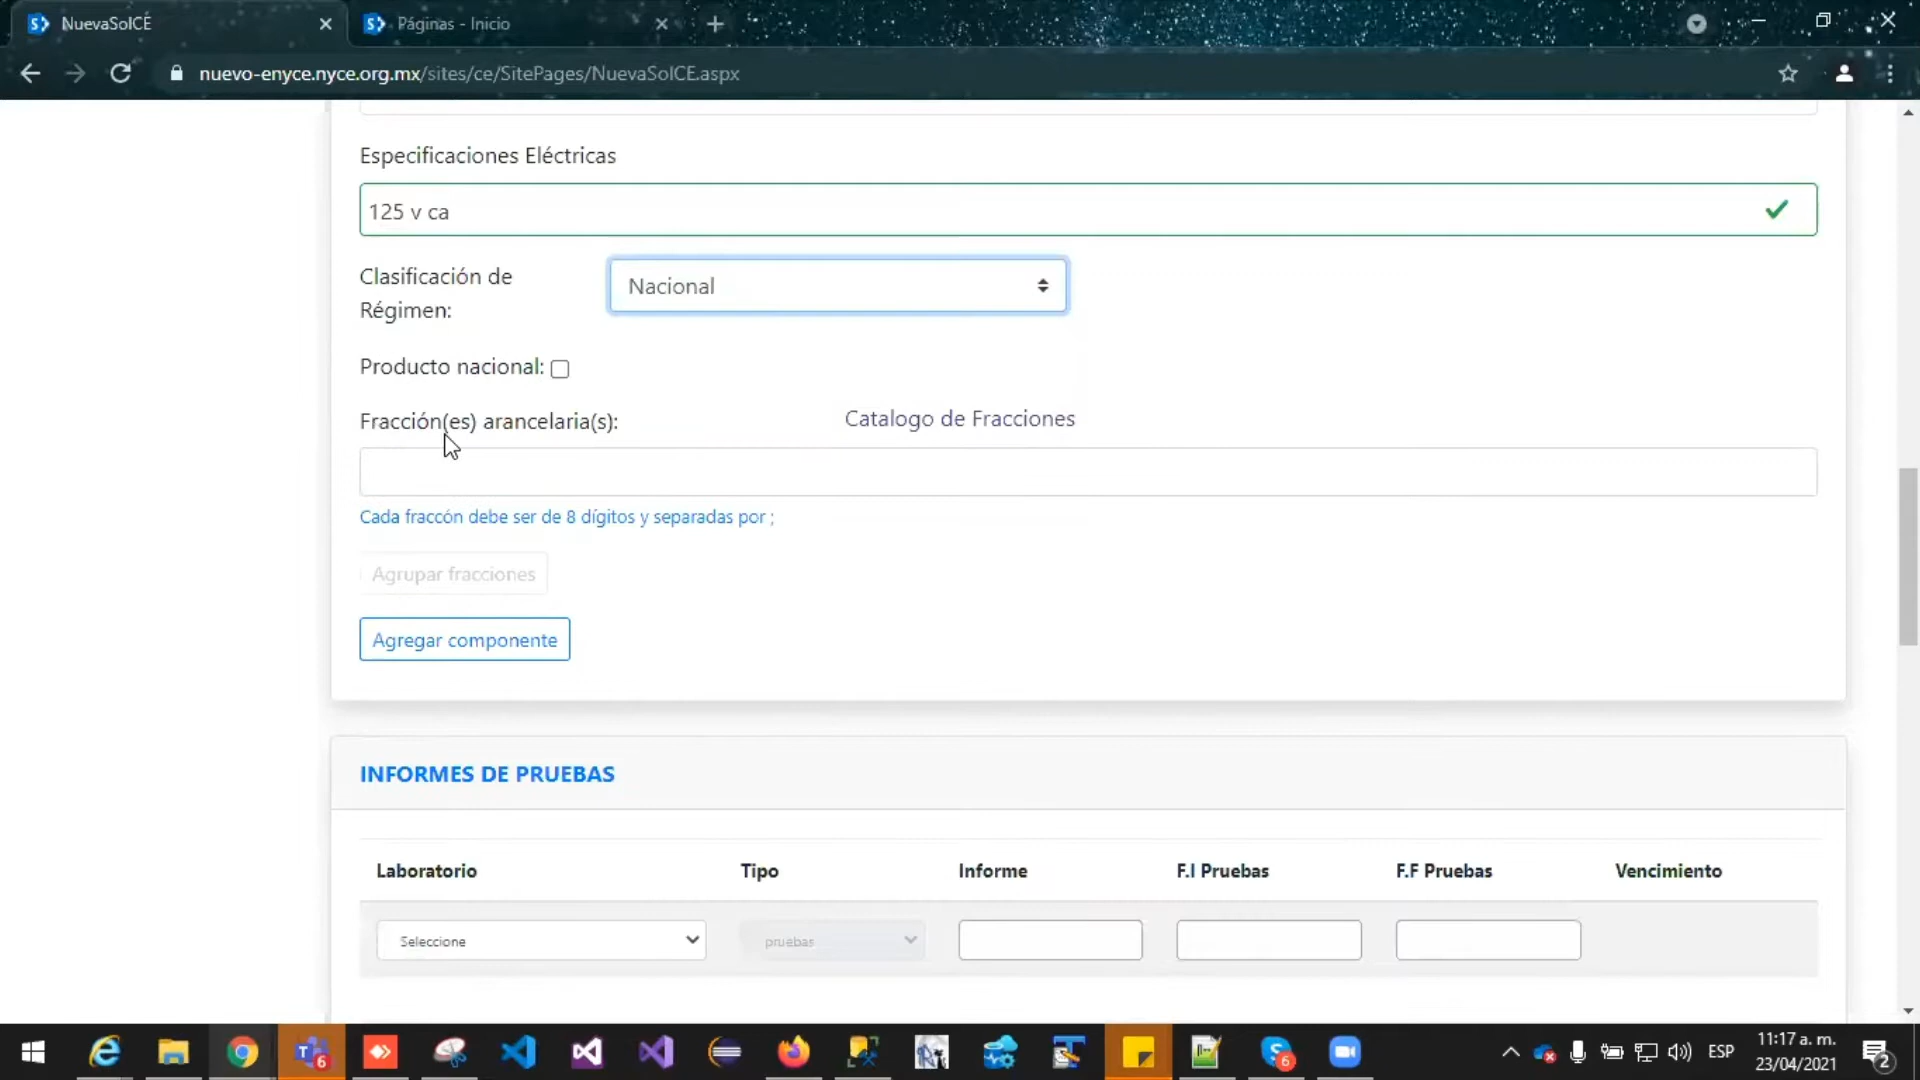 NuevaSolCE
Páginas - Inicio
nuevo-enyce.nyce.org.mx/sites/ce/SitePages/NuevaSolCE.aspx
Especificaciones Eléctricas
125 v ca
Clasificación de
Régimen:
Nacional
Producto nacional:
Fracción(es) arancelaria(s):
Catalogo de Fracciones
Cada fraccón debe ser de 8 dígitos y separadas por ;
Agrupar fracciones
Agregar componente
INFORMES DE PRUEBAS
Laboratorio Tipo Informe F.I Pruebas F.F Pruebas Vencimiento
Seleccione pruebas
ESP
11:17 a. m.
23/04/2021
6
6
2